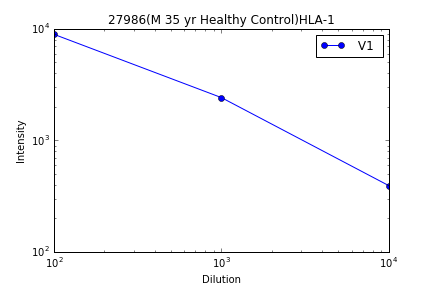 27986(M 35 yr Healthy Control)HLA-1
V1
10^4
10^3
10^2
Intensity
10^2 10^3 10^4
Dilution